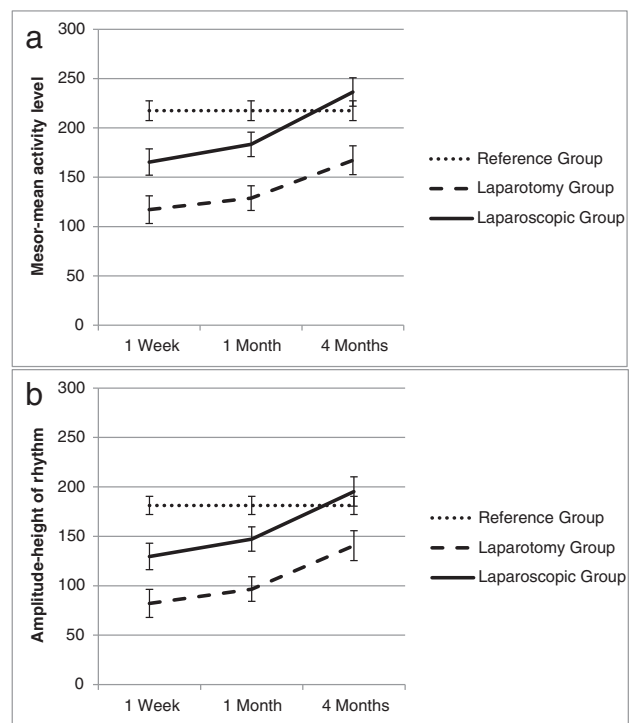 a
Mesor-mean activity level
300
250
200
150
100
50
0
1 Week 1 Month 4 Months
Reference Group
Laparotomy Group
Laparoscopic Group
b
Amplitude-height of rhythm
300
250
200
150
100
50
0
1 Week 1 Month 4 Months
Reference Group
Laparotomy Group
Laparoscopic Group